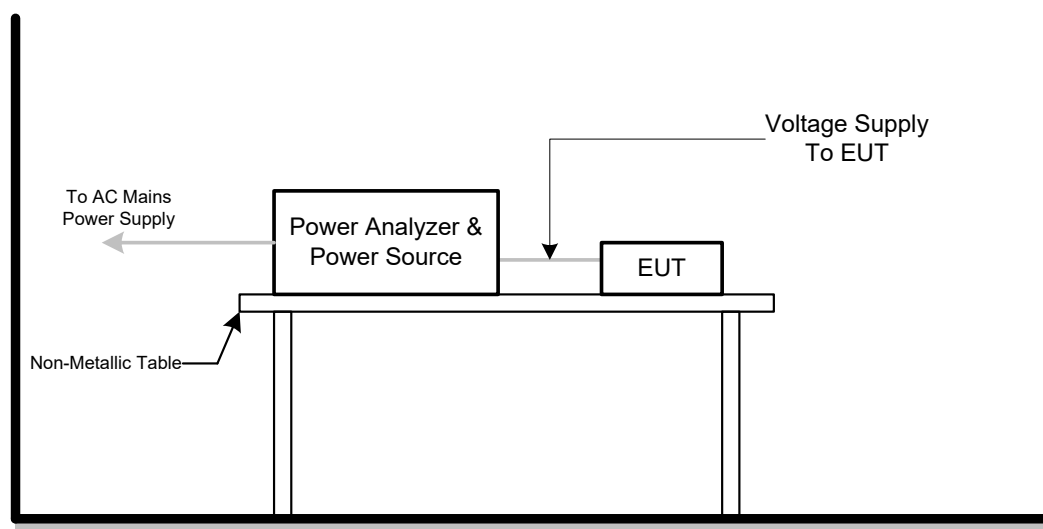 Voltage Supply
To EUT
To AC Mains
Power Supply
Power Analyzer &
Power Source
EUT
Non-Metallic Table